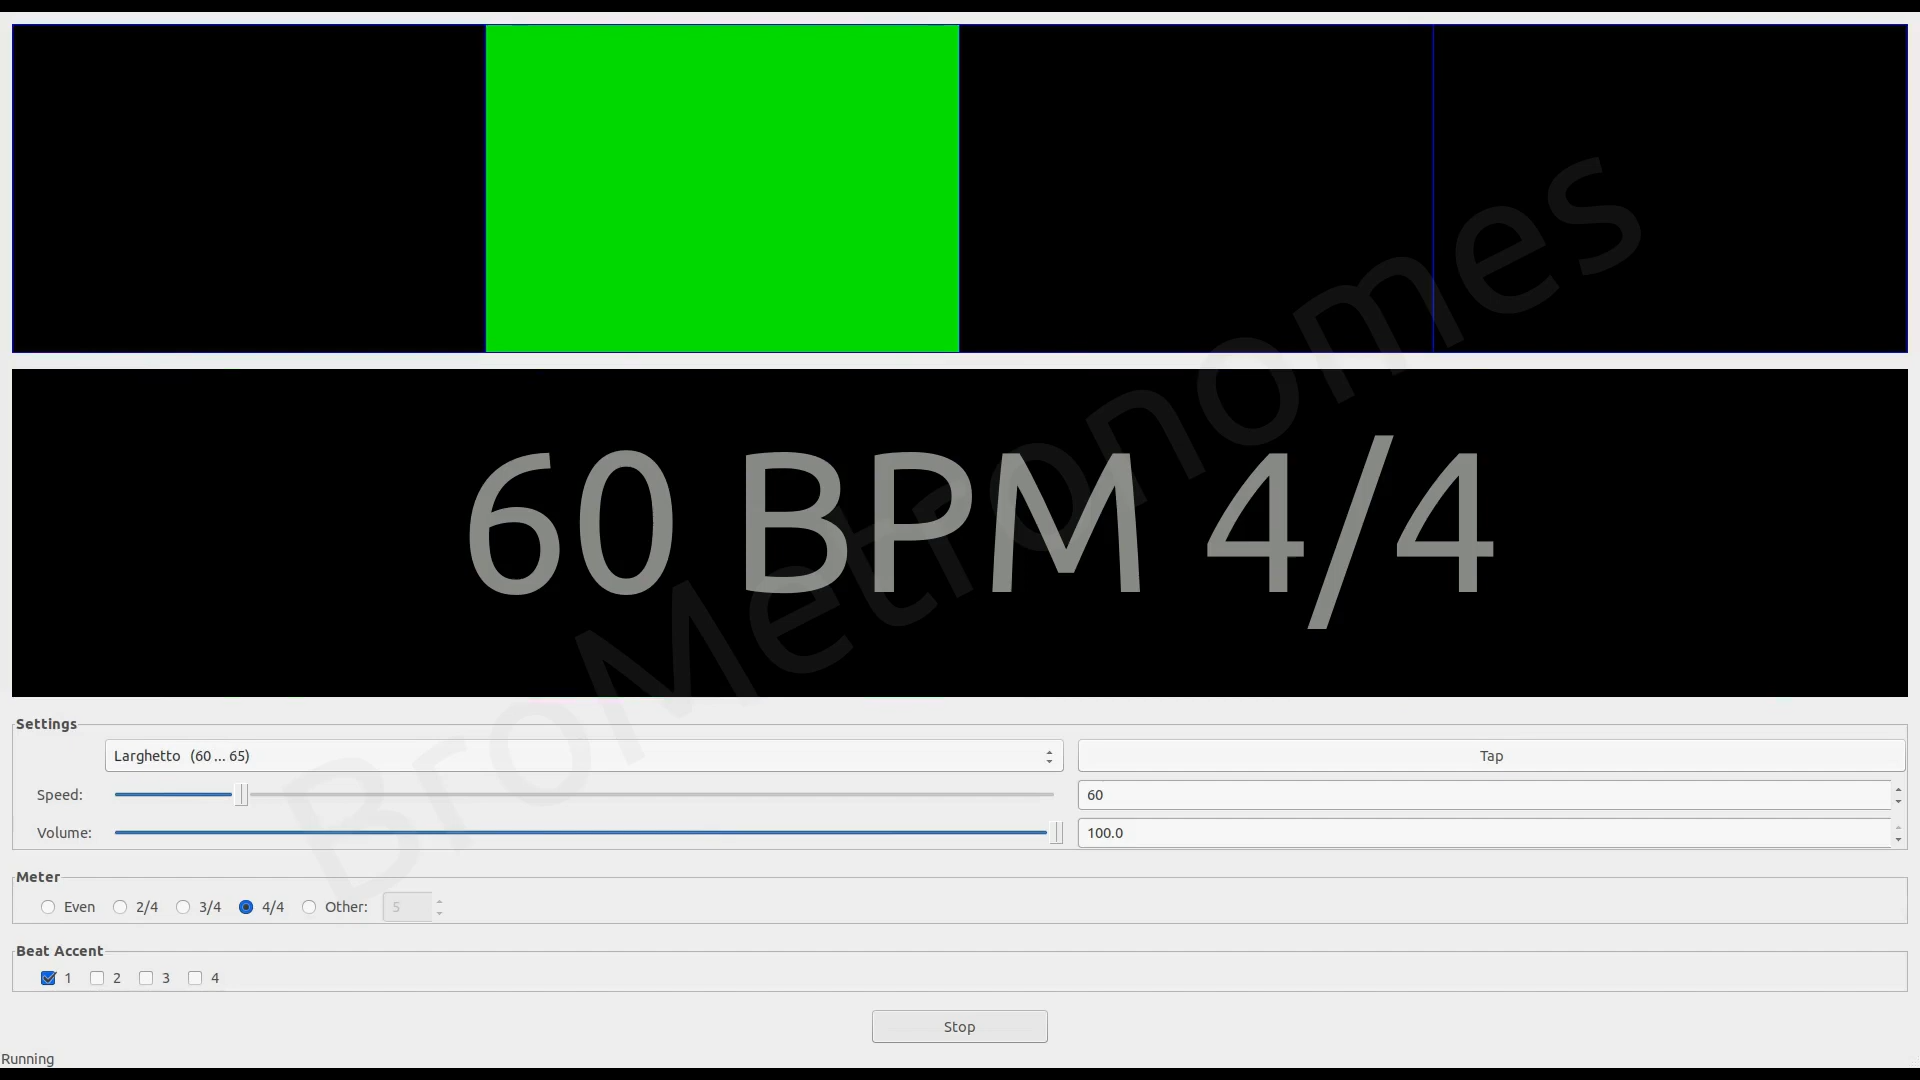 60 BPM 4/4
BroMetronomes
Settings
Larghetto (60 ... 65)
Tap
Speed:
60
Volume:
100.0
Meter
Even 2/4 3/4 4/4 Other: 5
Beat Accent
1 2 3 4
Stop
Running